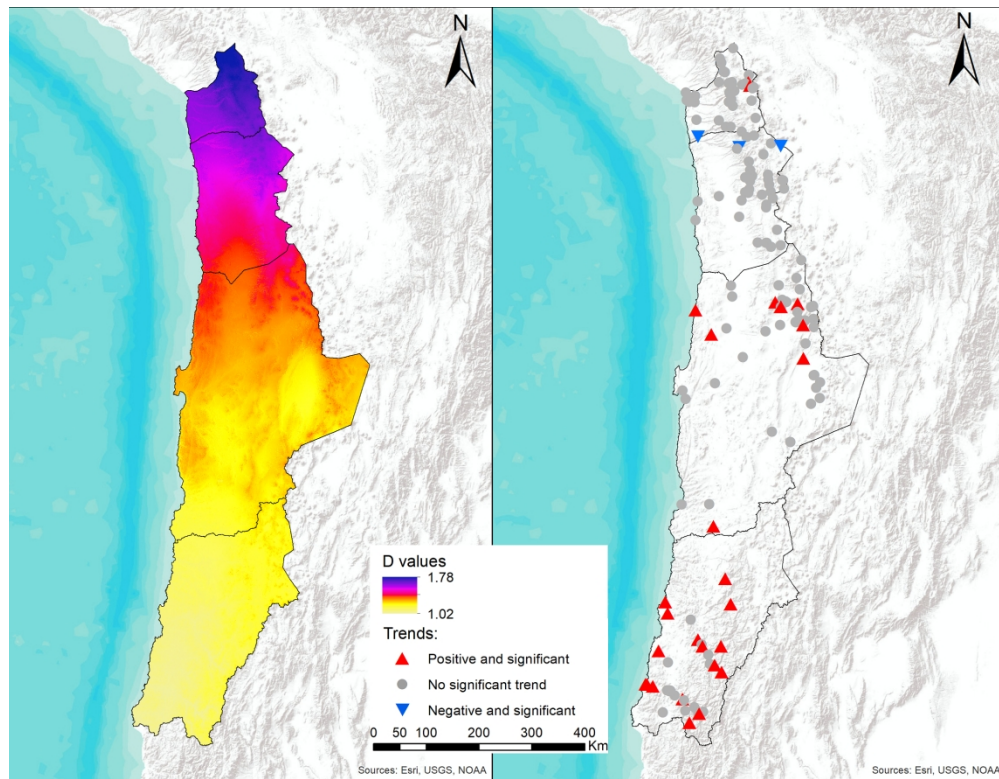 N
N
D values
1.78
1.02
Trends:
Positive and significant
No significant trend
Negative and significant
0 50 100 200 300 400
Km
Sources: Esri, USGS, NOAA
Sources: Esri, USGS, NOAA